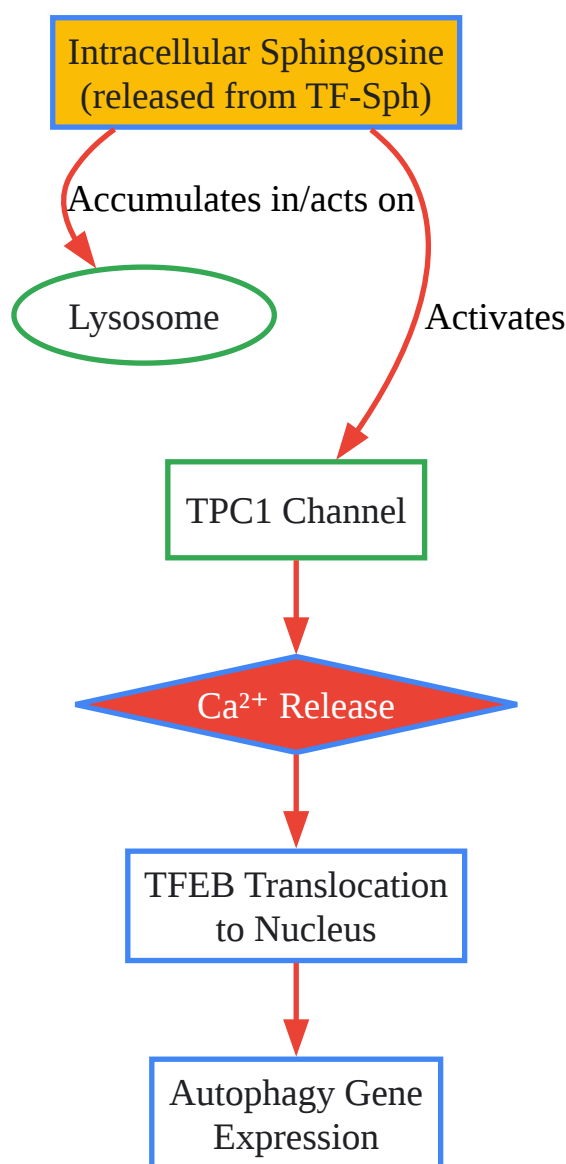 Intracellular Sphingosine
(released from TF-Sph)
Accumulates in/acts on
Lysosome
Activates
TPC1 Channel
Ca²⁺ Release
TFEB Translocation
to Nucleus
Autophagy Gene
Expression